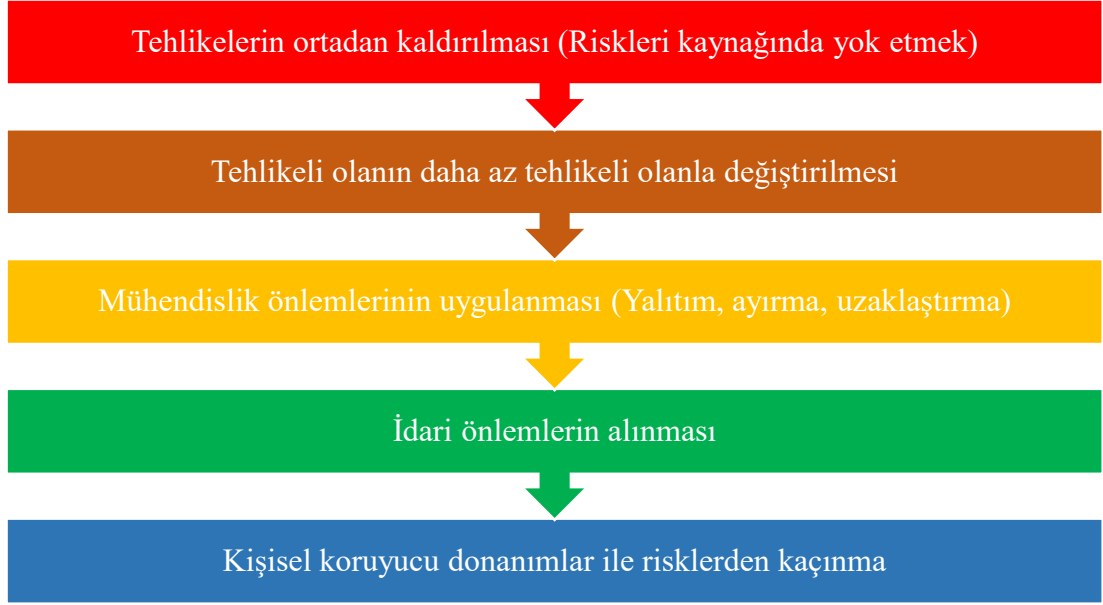 Tehlikelerin ortadan kaldırılması (Riskleri kaynağında yok etmek)
Tehlikeli olanın daha az tehlikeli olanla değiştirilmesi
Mühendislik önlemlerinin uygulanması (Yalıtım, ayırma, uzaklaştırma)
İdari önlemlerin alınması
Kişisel koruyucu donanımlar ile risklerden kaçınma